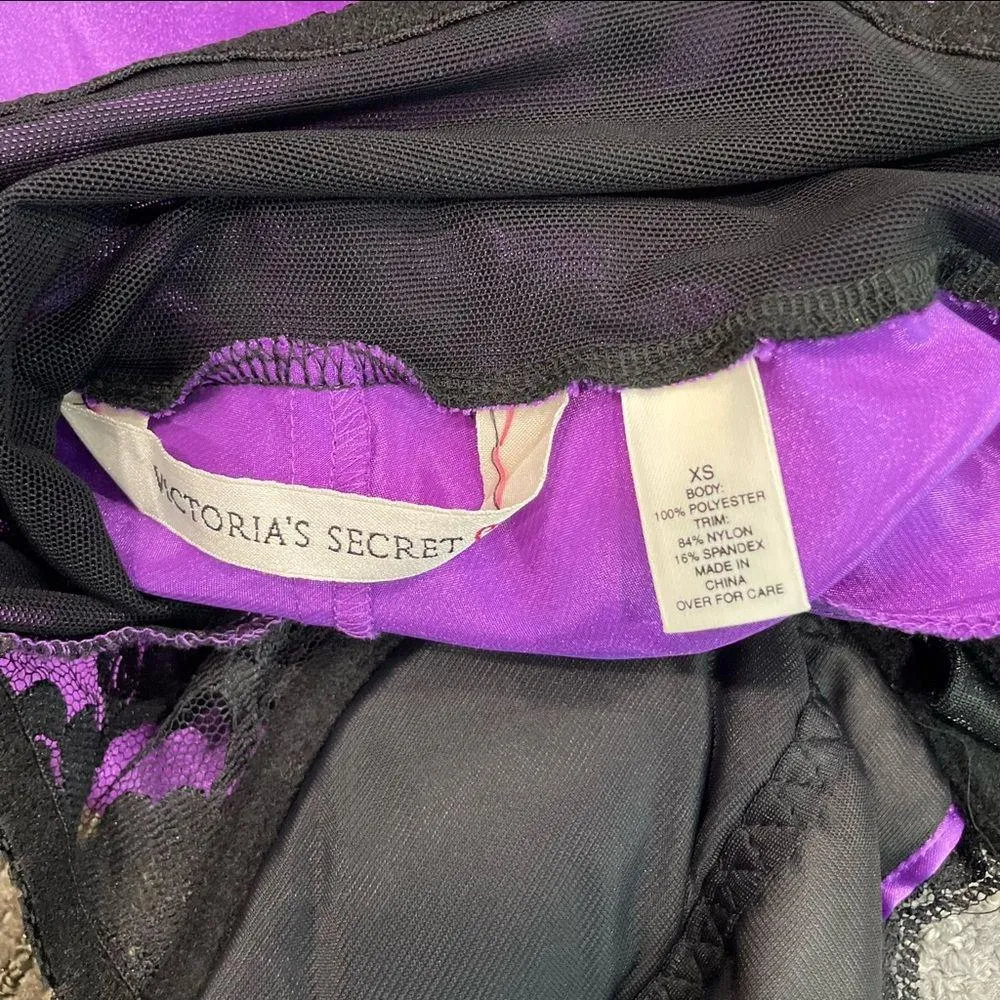 VICTORIA'S SECRET
XS
BODY:
100% POLYESTER
TRIM:
84% NYLON
16% SPANDEX
MADE IN
CHINA
OVER FOR CARE